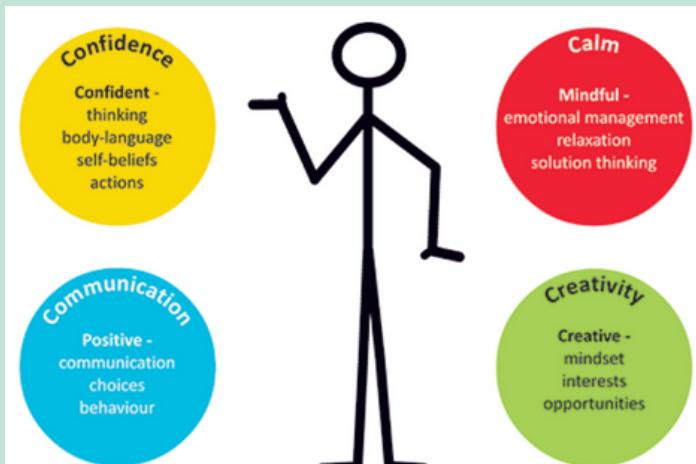 Confidence
Confident -
thinking
body-language
self-beliefs
actions
Calm
Mindful -
emotional management
relaxation
solution thinking
Communication
Positive -
communication
choices
behaviour
Creativity
Creative -
mindset
interests
opportunities